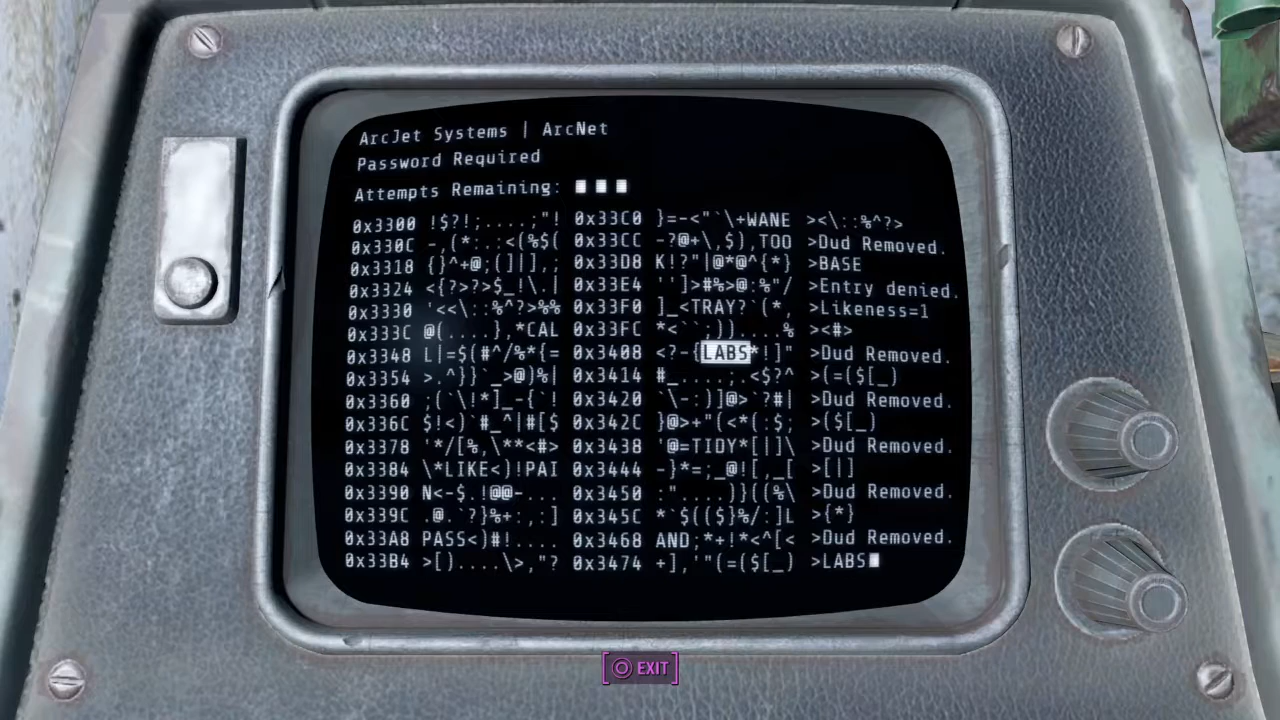 ArcJet Systems | ArcNet
Password Required
Attempts Remaining: ■ ■ ■
0x3300 !$?!;....;"! 0x33C0 }=-<"`\+WANE ><\::%^?>
0x330C -,(*:.:<(%$( 0x33CC -?@+\,$),TOO >Dud Removed.
0x3318 {}^+@;(]|],; 0x33D8 K!?"|@*@^{*} >BASE
0x3324 <{?>?>$_!\.| 0x33E4 '']>#%>@:%"/ >Entry denied.
0x3330 '<<\::%^?>%% 0x33F0 ]_<TRAY?`(*, >Likeness=1
0x333C @(....},*CAL 0x33FC *<``;))....% ><#>
0x3348 L|=$(#^/%*{= 0x3408 <?-{LABS*!]" >Dud Removed.
0x3354 >.^}}`_>@)%| 0x3414 #_....;.<$?^ >(=($[_)
0x3360 ;(`\!*]_-{`! 0x3420 `\-:)]@>`?#| >Dud Removed.
0x336C $!<)`#_^|#[$ 0x342C }@>+"(<*(:$; >($[_)
0x3378 '*/[%,\**<#> 0x3438 '@=TIDY*[|]\ >Dud Removed.
0x3384 \*LIKE<)!PAI 0x3444 -}*=;_@![,_[ >[|]
0x3390 N<-$.!@@-... 0x3450 :"....)}((%\ >Dud Removed.
0x339C .@.`?}%+:,:] 0x345C *`$(($}%/:]L >{*}
0x33A8 PASS<)#!.... 0x3468 AND;*+!*<^[< >Dud Removed.
0x33B4 >[)....\>,"? 0x3474 +],'"(=($[_) >LABS■
EXIT